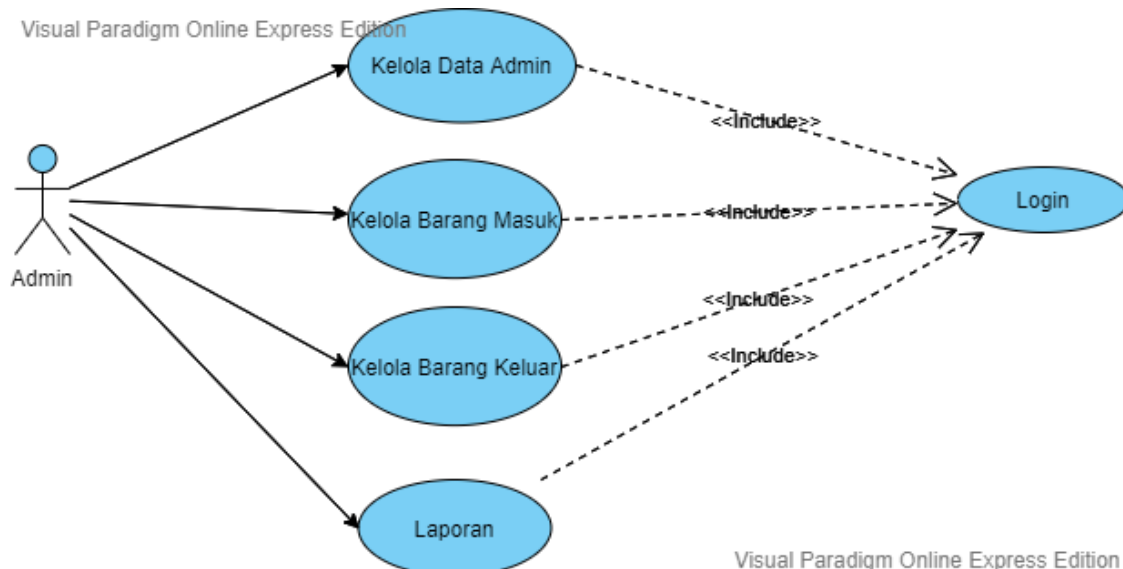 Visual Paradigm Online Express Edition
Kelola Data Admin
<<Include>>
Kelola Barang Masuk
<<Include>>
Login
Admin
<<Include>>
Kelola Barang Keluar
<<Include>>
Laporan
Visual Paradigm Online Express Edition